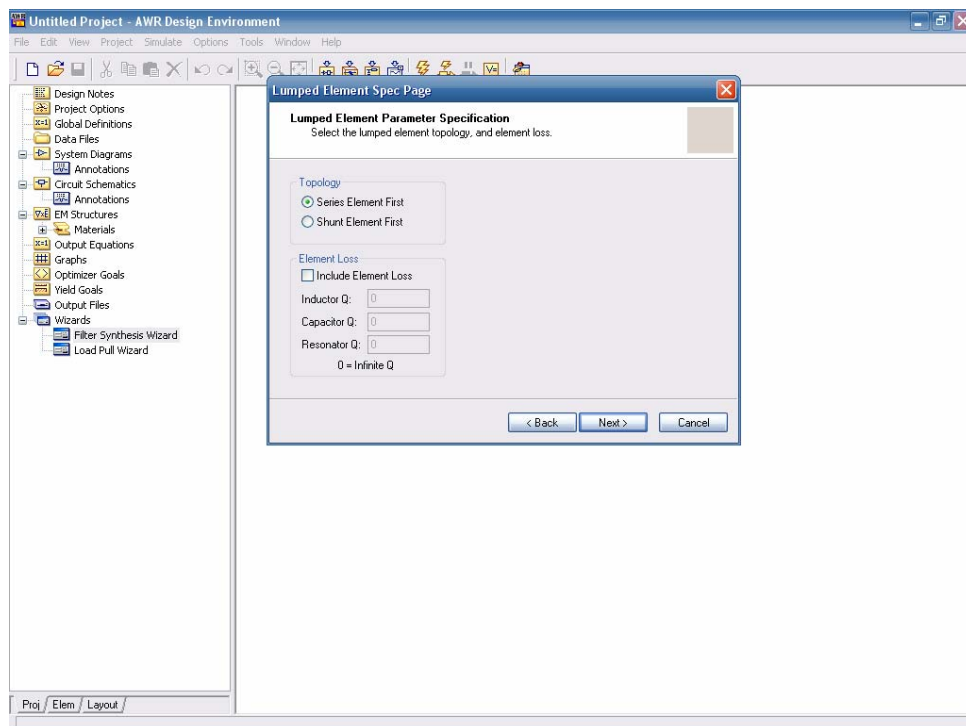 Untitled Project - AWR Design Environment
File Edit View Project Simulate Options Tools Window Help
Design Notes
Project Options
Global Definitions
Data Files
System Diagrams
Annotations
Circuit Schematics
Annotations
EM Structures
Materials
Output Equations
Graphs
Optimizer Goals
Yield Goals
Output Files
Wizards
Filter Synthesis Wizard
Load Pull Wizard
Lumped Element Spec Page
Lumped Element Parameter Specification
Select the lumped element topology, and element loss.
Topology
Series Element First
Shunt Element First
Element Loss
Include Element Loss
Inductor Q: 0
Capacitor Q: 0
Resonator Q: 0
0 = Infinite Q
< Back Next > Cancel
Proj Elem Layout